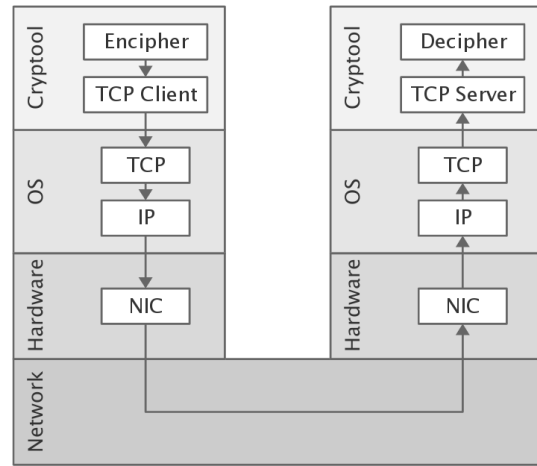 Cryptool
Encipher
TCP Client
OS
TCP
IP
Hardware
NIC
Network
Cryptool
Decipher
TCP Server
OS
TCP
IP
Hardware
NIC